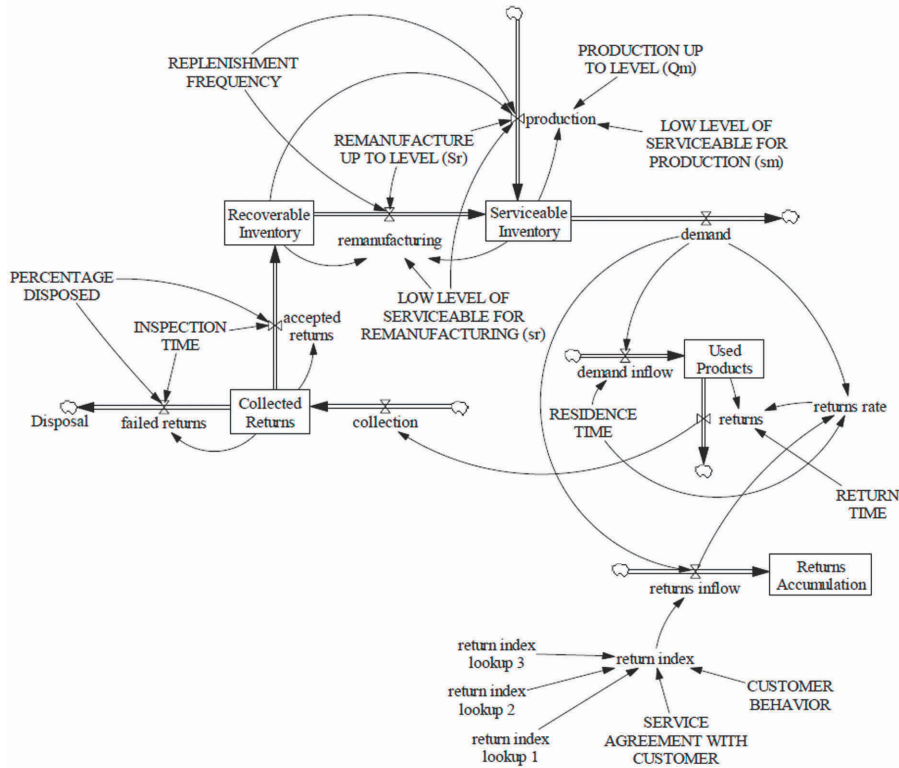 REPLENISHMENT
FREQUENCY
PRODUCTION UP
TO LEVEL (Qm)
production
REMANUFACTURE
UP TO LEVEL (Sr)
LOW LEVEL OF
SERVICEABLE FOR
PRODUCTION (sm)
Recoverable
Inventory
remanufacturing
Serviceable
Inventory
demand
PERCENTAGE
DISPOSED
INSPECTION
TIME
accepted
returns
LOW LEVEL OF
SERVICEABLE FOR
REMANUFACTURING (sr)
Disposal
failed returns
Collected
Returns
collection
demand inflow
Used
Products
RESIDENCE
TIME
returns
returns rate
RETURN
TIME
returns inflow
Returns
Accumulation
return index
lookup 3
return index
return index
lookup 2
return index
lookup 1
SERVICE
AGREEMENT WITH
CUSTOMER
CUSTOMER
BEHAVIOR